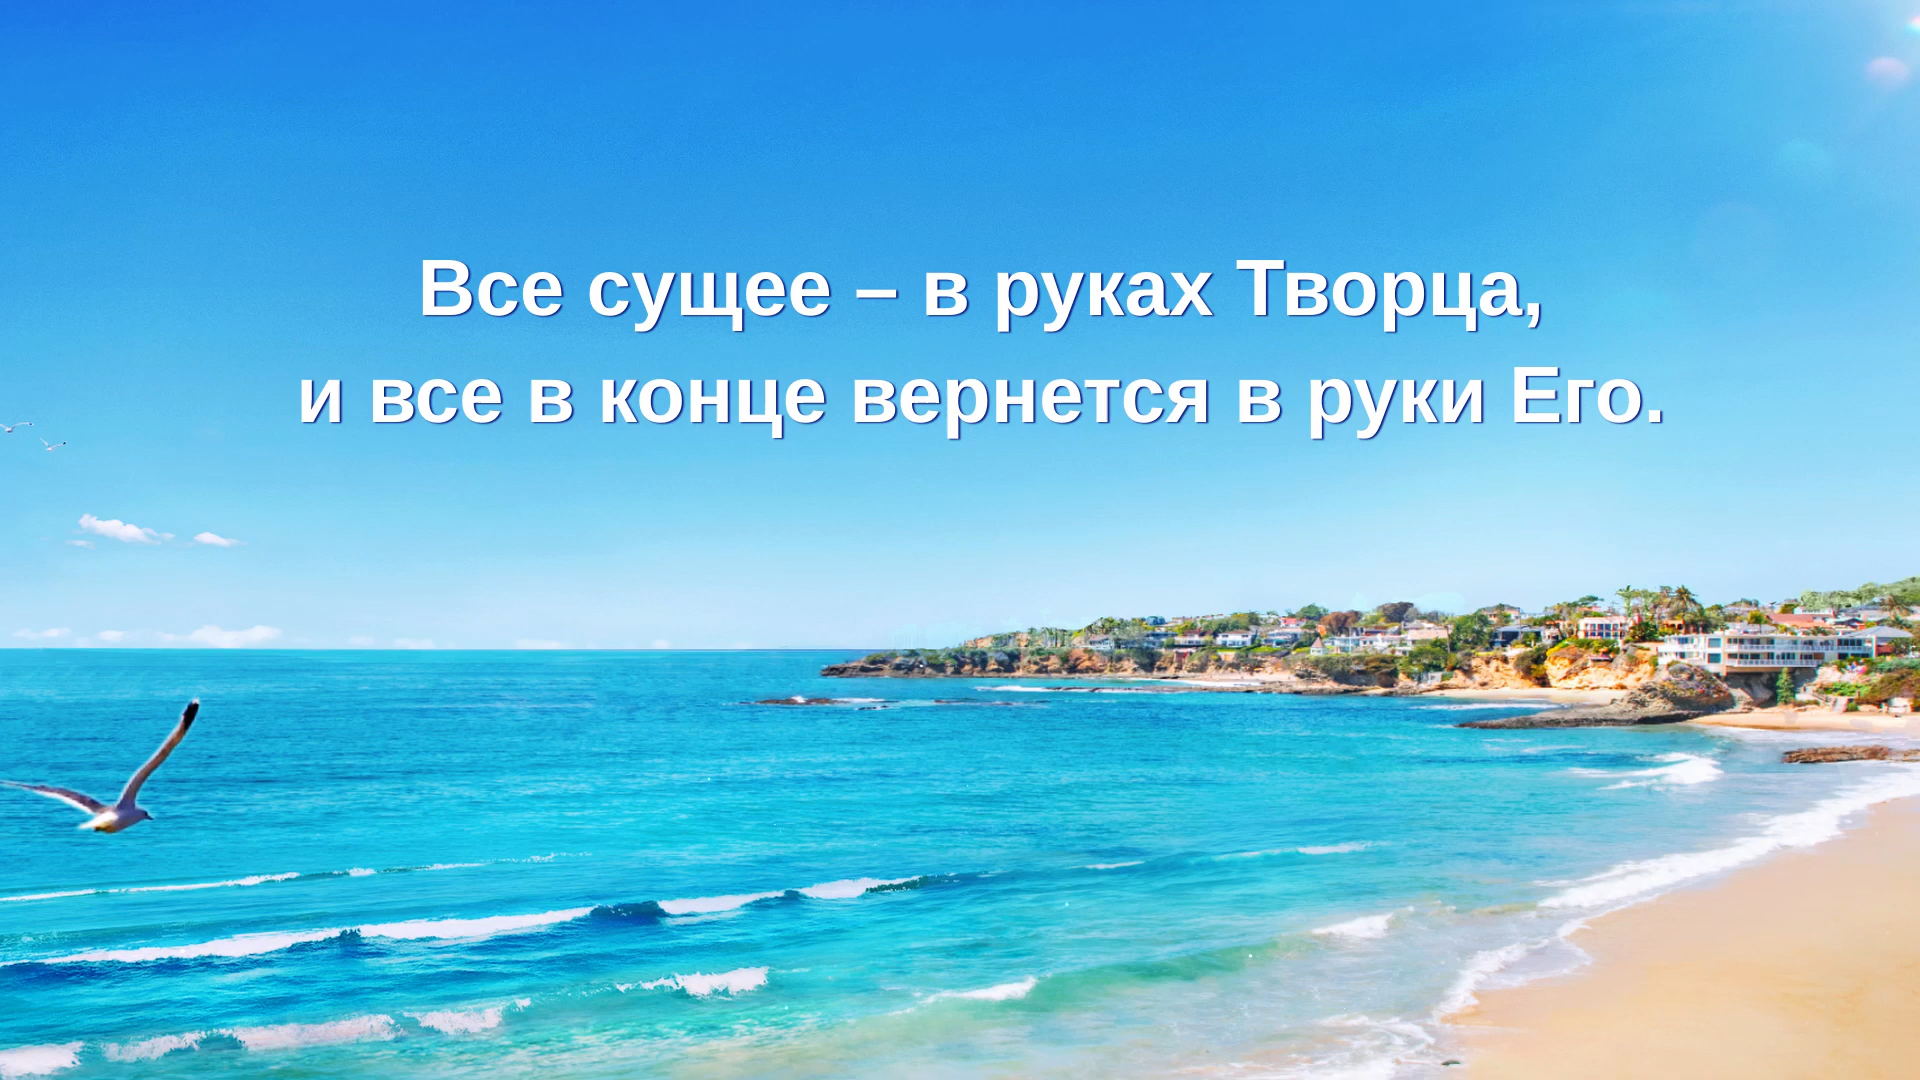 Все сущее – в руках Творца,
и все в конце вернется в руки Его.